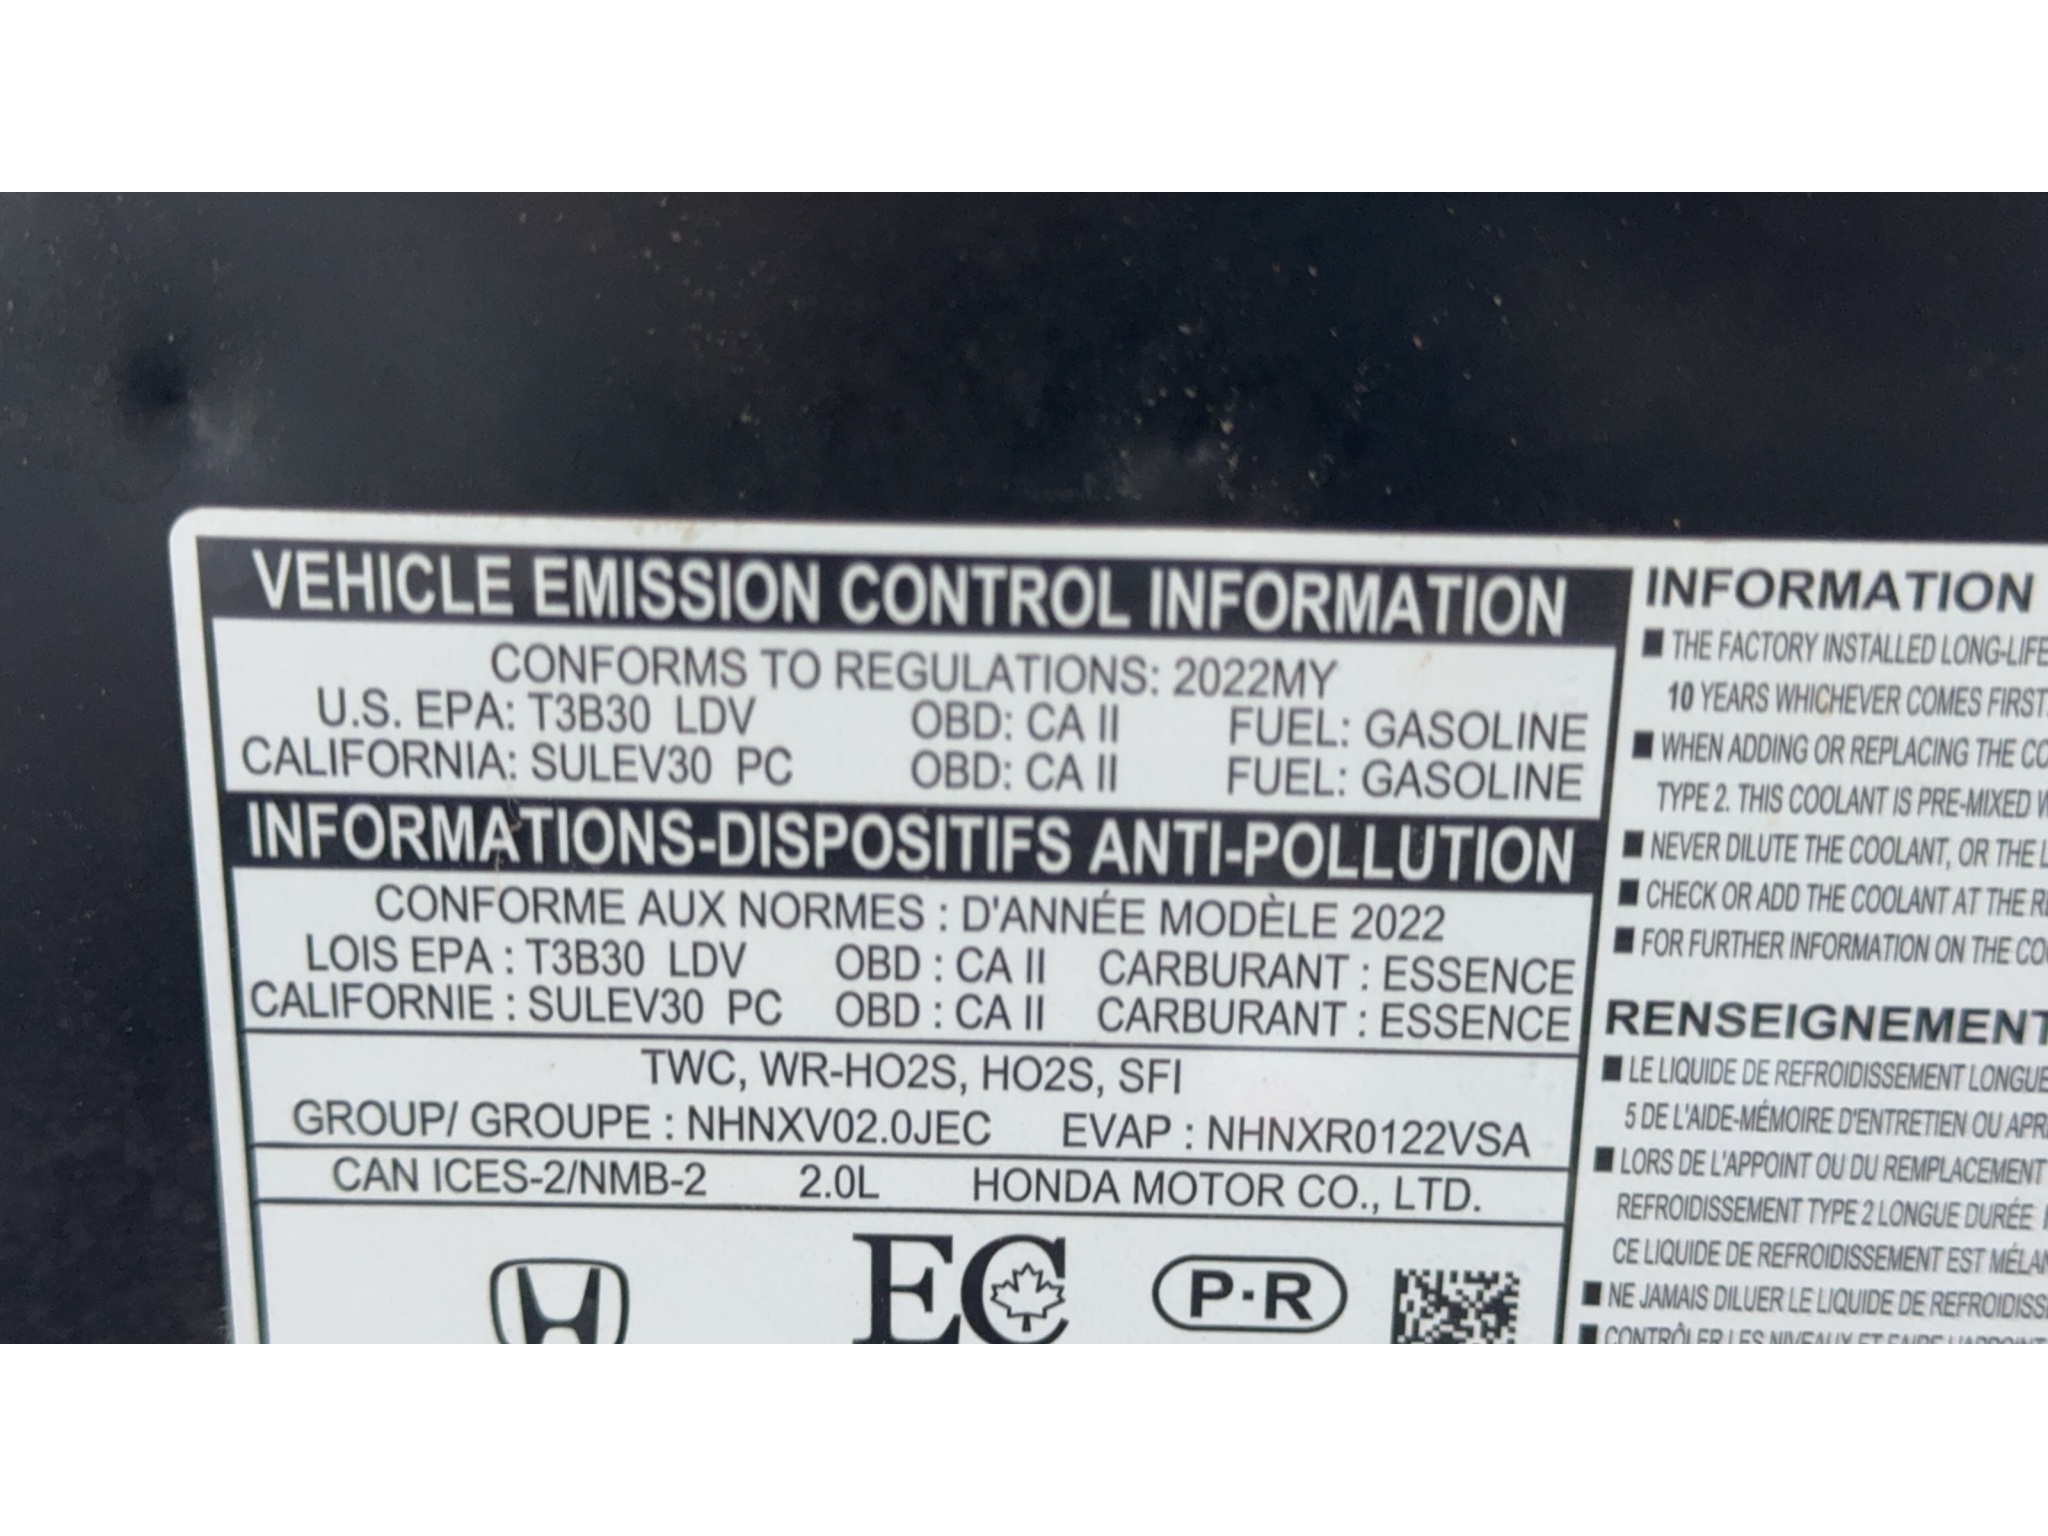 VEHICLE EMISSION CONTROL INFORMATION
CONFORMS TO REGULATIONS: 2022MY
U.S. EPA: T3B30 LDV OBD: CA II FUEL: GASOLINE
CALIFORNIA: SULEV30 PC OBD: CA II FUEL: GASOLINE
INFORMATIONS-DISPOSITIFS ANTI-POLLUTION
CONFORME AUX NORMES : D'ANNÉE MODÈLE 2022
LOIS EPA : T3B30 LDV OBD : CA II CARBURANT : ESSENCE
CALIFORNIE : SULEV30 PC OBD : CA II CARBURANT : ESSENCE
TWC, WR-HO2S, HO2S, SFI
GROUP/ GROUPE : NHNXV02.0JEC EVAP : NHNXR0122VSA
CAN ICES-2/NMB-2 2.0L HONDA MOTOR CO., LTD.
EC P·R
INFORMATION
■ THE FACTORY INSTALLED LONG-LIFE
10 YEARS WHICHEVER COMES FIRST.
■ WHEN ADDING OR REPLACING THE
TYPE 2. THIS COOLANT IS PRE-MIXED
■ NEVER DILUTE THE COOLANT, OR THE
■ CHECK OR ADD THE COOLANT AT THE
■ FOR FURTHER INFORMATION ON THE
RENSEIGNEMENT
■ LE LIQUIDE DE REFROIDISSEMENT LONGUE
5 DE L'AIDE-MÉMOIRE D'ENTRETIEN OU
■ LORS DE L'APPOINT OU DU REMPLACEMENT
REFROIDISSEMENT TYPE 2 LONGUE DURÉE
CE LIQUIDE DE REFROIDISSEMENT EST
■ NE JAMAIS DILUER LE LIQUIDE DE
■ CONTRÔLER LES NIVEAUX ET FAIRE